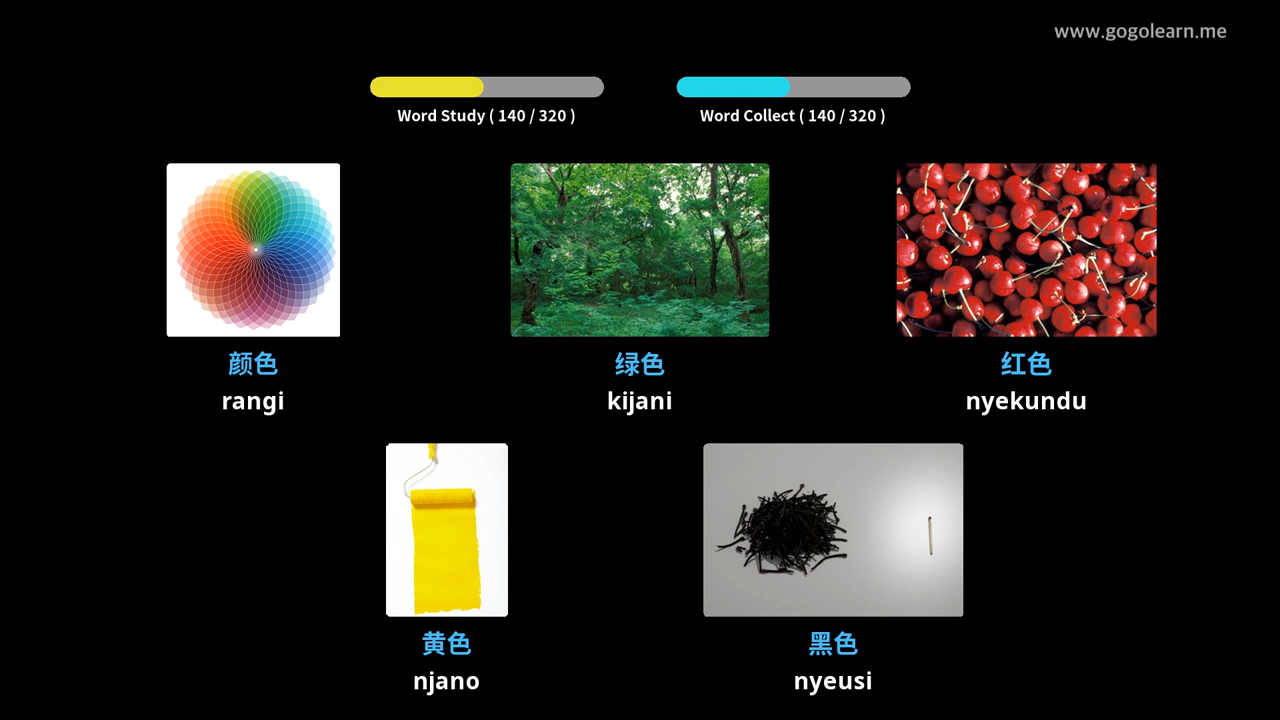 www.gogolearn.me
Word Study ( 140 / 320 )
Word Collect ( 140 / 320 )
颜色
rangi
绿色
kijani
红色
nyekundu
黄色
njano
黑色
nyeusi